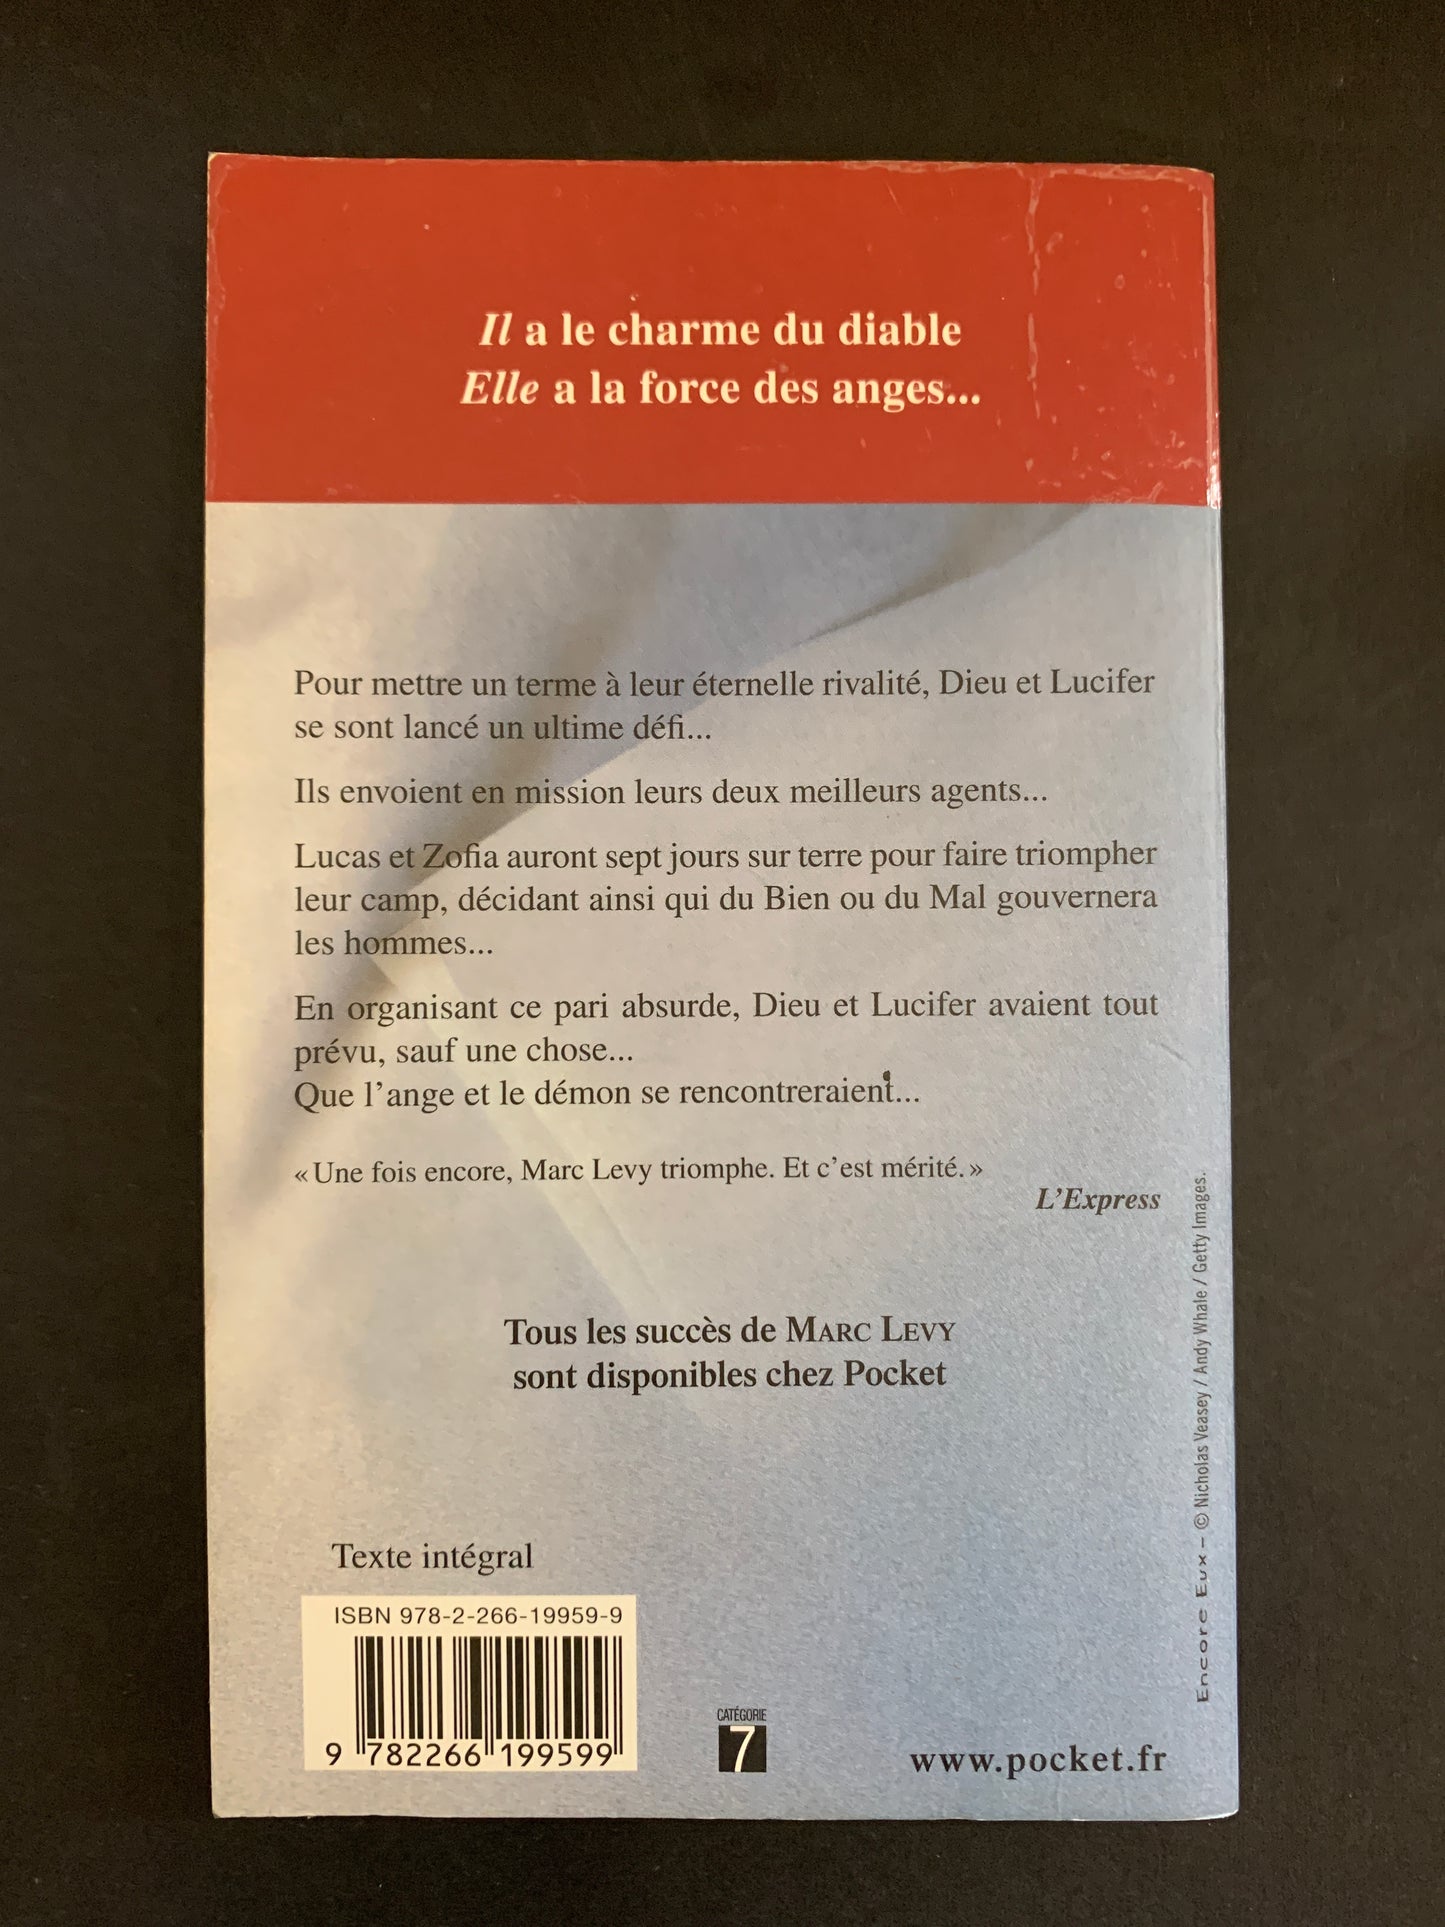 Il a le charme du diable
Elle a la force des anges...
Pour mettre un terme à leur éternelle rivalité, Dieu et Lucifer
se sont lancé un ultime défi...
Ils envoient en mission leurs deux meilleurs agents...
Lucas et Zofia auront sept jours sur terre pour faire triompher
leur camp, décidant ainsi qui du Bien ou du Mal gouvernera
les hommes...
En organisant ce pari absurde, Dieu et Lucifer avaient tout
prévu, sauf une chose...
Que l'ange et le démon se rencontreraient...
« Une fois encore, Marc Levy triomphe. Et c'est mérité. »
L'Express
Tous les succès de MARC LEVY
sont disponibles chez Pocket
Texte intégral
ISBN 978-2-266-19959-9
9 782266 199599
CATÉGORIE
7
www.pocket.fr
Encore Eux – © Nicholas Veasey / Andy Whale / Getty Images.